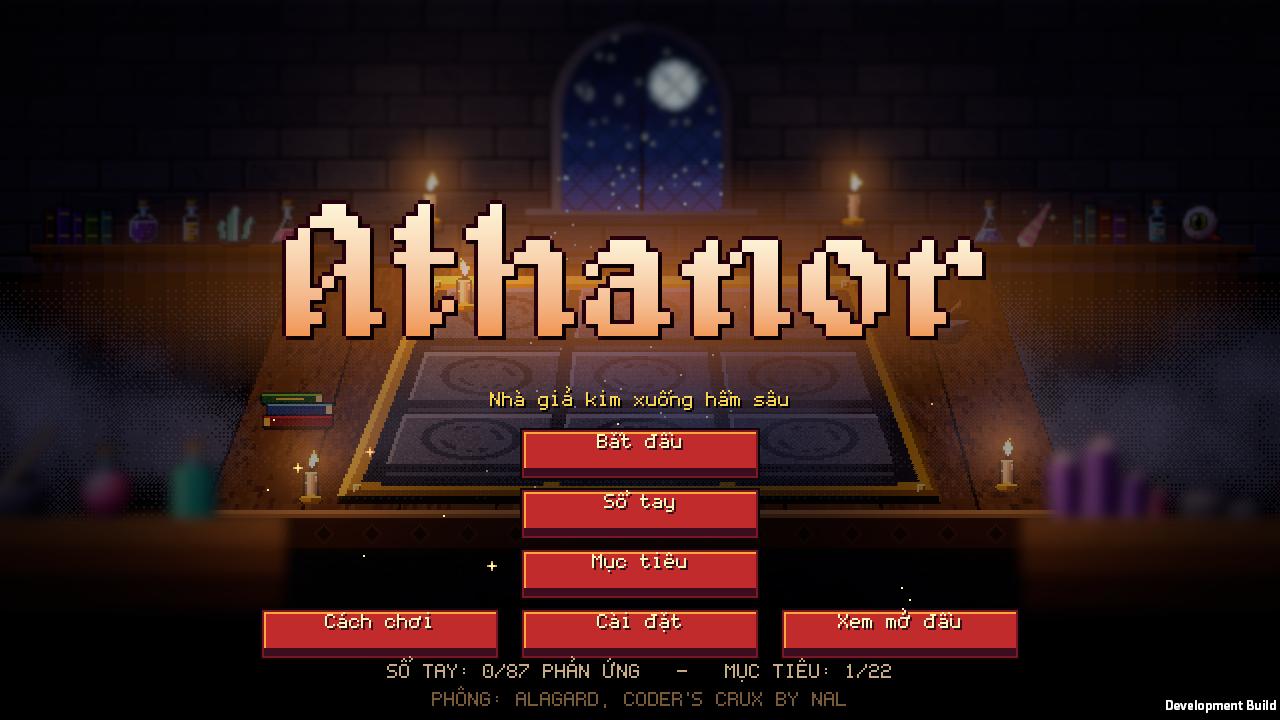 Athanor
Nhà giả kim xuống hầm sâu
Bắt đầu
Sổ tay
Mục tiêu
Cách chơi Cài đặt Xem mở đầu
SỔ TAY: 0/87 PHẢN ỨNG – MỤC TIÊU: 1/22
PHÔNG: ALAGARD, CODER'S CRUX BY NAL
Development Build